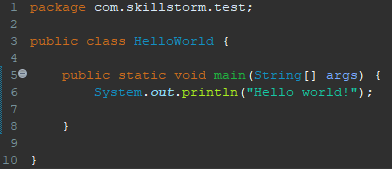 1 package com.skillstorm.test;
2
3 public class HelloWorld {
4
5     public static void main(String[] args) {
6         System.out.println("Hello world!");
7
8     }
9
10 }